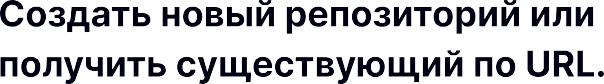 Создать новый репозиторий или
получить существующий по URL.